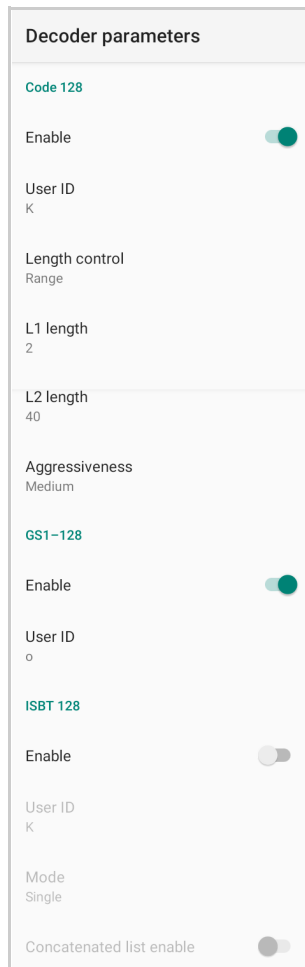 Decoder parameters
Code 128
Enable
User ID
K
Length control
Range
L1 length
2
L2 length
40
Aggressiveness
Medium
GS1–128
Enable
User ID
o
ISBT 128
Enable
User ID
K
Mode
Single
Concatenated list enable